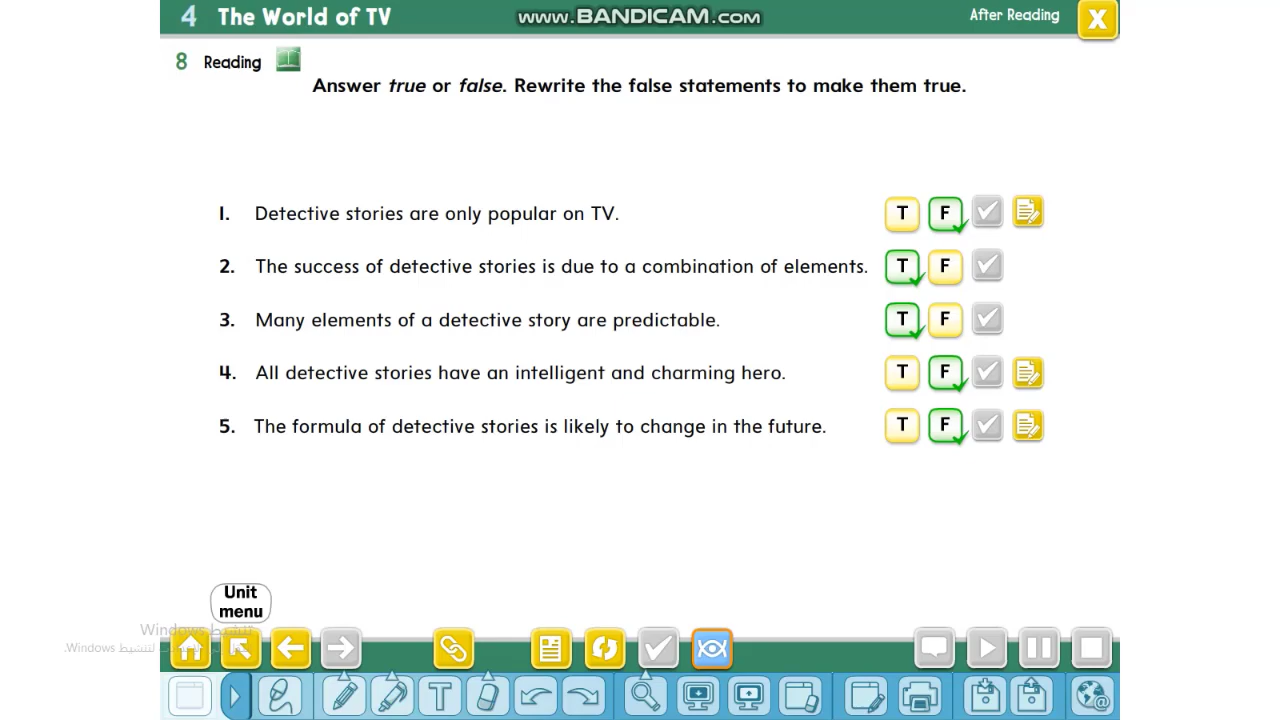 4 The World of TV
www.BANDICAM.com
After Reading
X
8 Reading
Answer true or false. Rewrite the false statements to make them true.
1. Detective stories are only popular on TV. T F
2. The success of detective stories is due to a combination of elements. T F
3. Many elements of a detective story are predictable. T F
4. All detective stories have an intelligent and charming hero. T F
5. The formula of detective stories is likely to change in the future. T F
Unit
menu
تنشيط Windows
لتنشيط Windows.
T